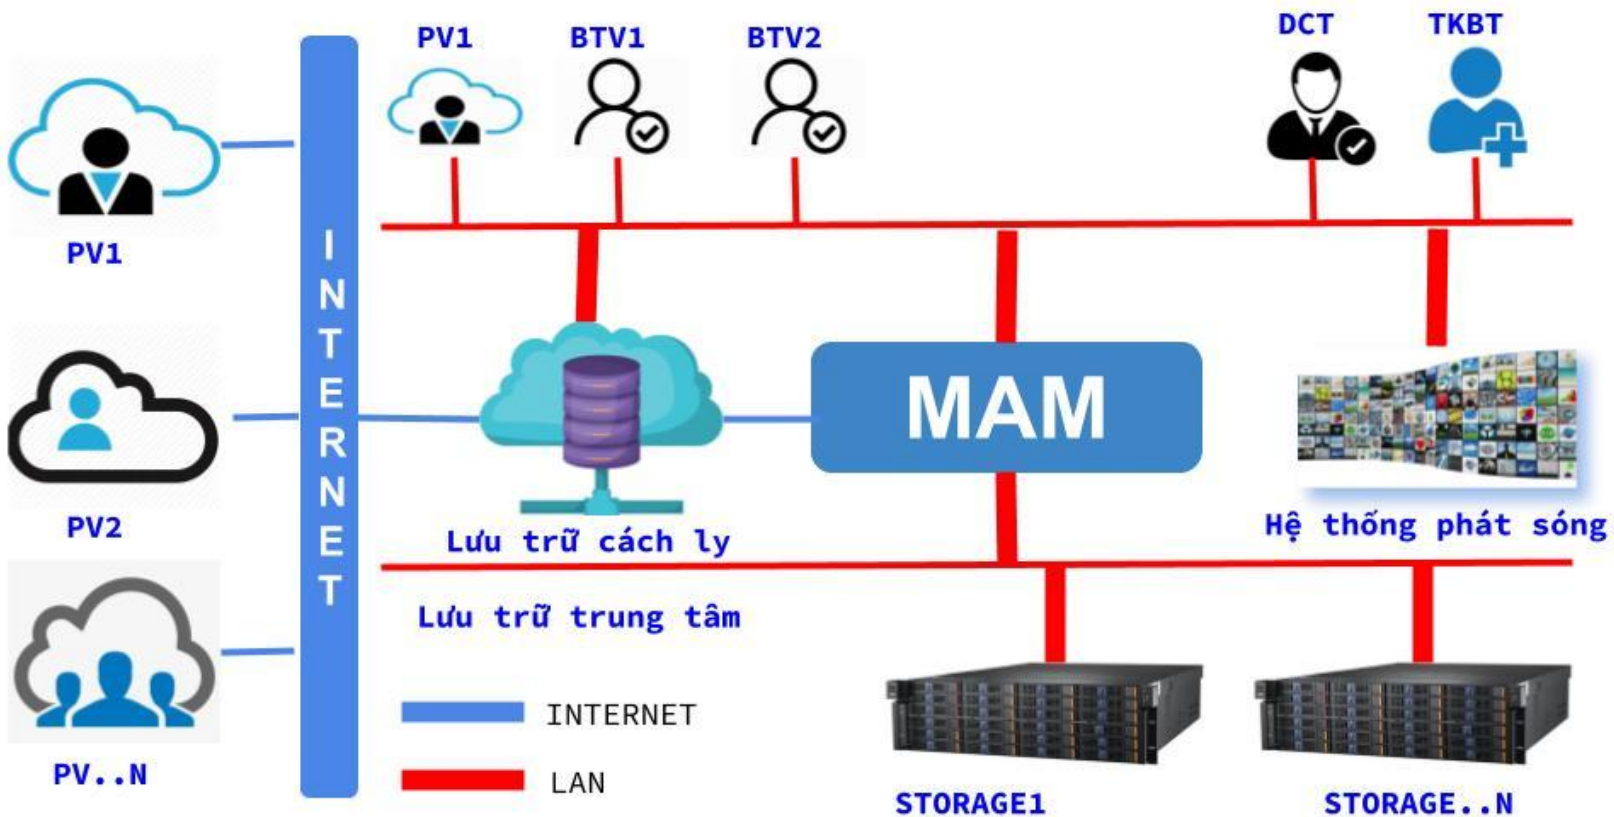 PV1
BTV1
BTV2
DCT
TKBT
PV1
INTERNET
MAM
PV2
Lưu trữ cách ly
Hệ thống phát sóng
Lưu trữ trung tâm
INTERNET
PV..N
LAN
STORAGE1
STORAGE..N